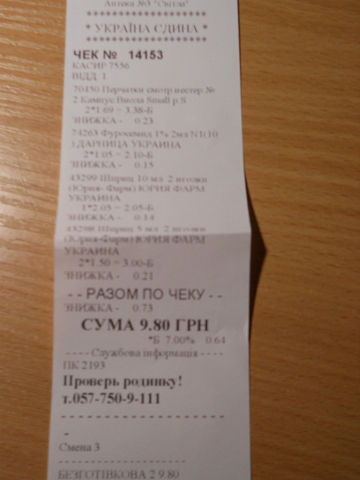 Аптека №3 "Світла"
* * * * * * * * * * * * * * * *
* УКРАЇНА ЄДИНА *
* * * * * * * * * * * * * * * *
ЧЕК № 14153
КАСИР 7556
ВІДД 1
70150 Перчатки смотр нестер №
2 Кампус Виола Small р.S
2*1.69 = 3.38-Б
ЗНИЖКА - 0.23
74263 Фуросемид 1% 2мл N1(10
) ДАРНИЦА УКРАИНА
2*1.05 = 2.10-Б
ЗНИЖКА - 0.15
43299 Шприц 10 мл 2 иголки
(Юрия- Фарм) ЮРИЯ ФАРМ
УКРАИНА
1*2.05 = 2.05-Б
ЗНИЖКА - 0.14
43298 Шприц 5 мл 2 иголки
(Юрия-Фарм) ЮРИЯ ФАРМ
УКРАИНА
2*1.50 = 3.00-Б
ЗНИЖКА - 0.21
- - РАЗОМ ПО ЧЕКУ - -
ЗНИЖКА - 0.73
СУМА 9.80 ГРН
*Б 7.00% 0.64
- - - - Службова інформація - - - -
ПК 2193
Проверь родинку!
т.057-750-9-111
- - - - - - - - - - - - - - - - - -
-
Смена 3
- - - - - - - - - - - - - - - - - -
БЕЗГОТІВКОВА 2 9.80